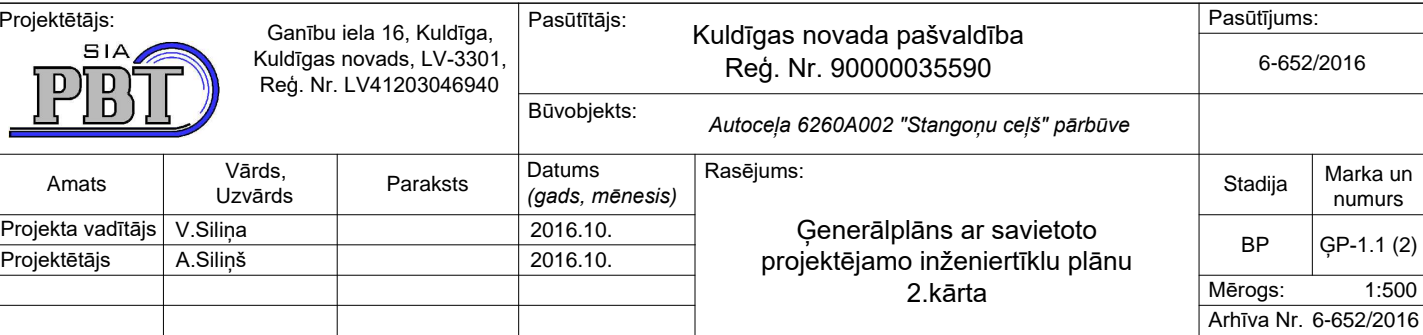 Projektētājs:
SIA
PBT
Ganību iela 16, Kuldīga,
Kuldīgas novads, LV-3301,
Reģ. Nr. LV41203046940
Pasūtītājs:
Kuldīgas novada pašvaldība
Reģ. Nr. 90000035590
Pasūtījums:
6-652/2016
Būvobjekts:
Autoceļa 6260A002 "Stangoņu ceļš" pārbūve
Amats
Vārds,
Uzvārds
Paraksts
Datums
(gads, mēnesis)
Rasējums:
Stadija
Marka un
numurs
Projekta vadītājs V.Siliņa 2016.10.
Projektētājs A.Siliņš 2016.10.
Ģenerālplāns ar savietoto
projektējamo inženiertīklu plānu
2.kārta
BP ĢP-1.1 (2)
Mērogs: 1:500
Arhīva Nr. 6-652/2016